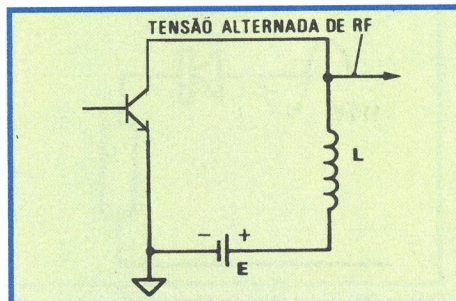 TENSÃO ALTERNADA DE RF
L
- +
E